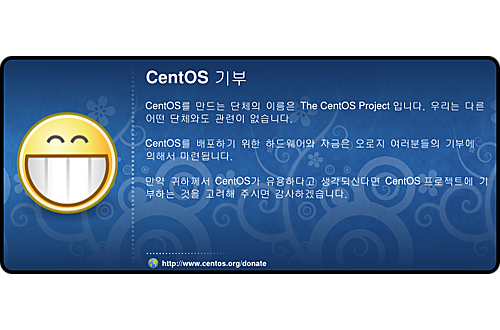 CentOS 기부
CentOS를 만드는 단체의 이름은 The CentOS Project 입니다. 우리는 다른
어떤 단체와도 관련이 없습니다.
CentOS를 배포하기 위한 하드웨어와 자금은 오로지 여러분들의 기부에
의해서 마련됩니다.
만약 귀하께서 CentOS가 유용하다고 생각되신다면 CentOS 프로젝트에 기
부하는 것을 고려해 주시면 감사하겠습니다.
http://www.centos.org/donate